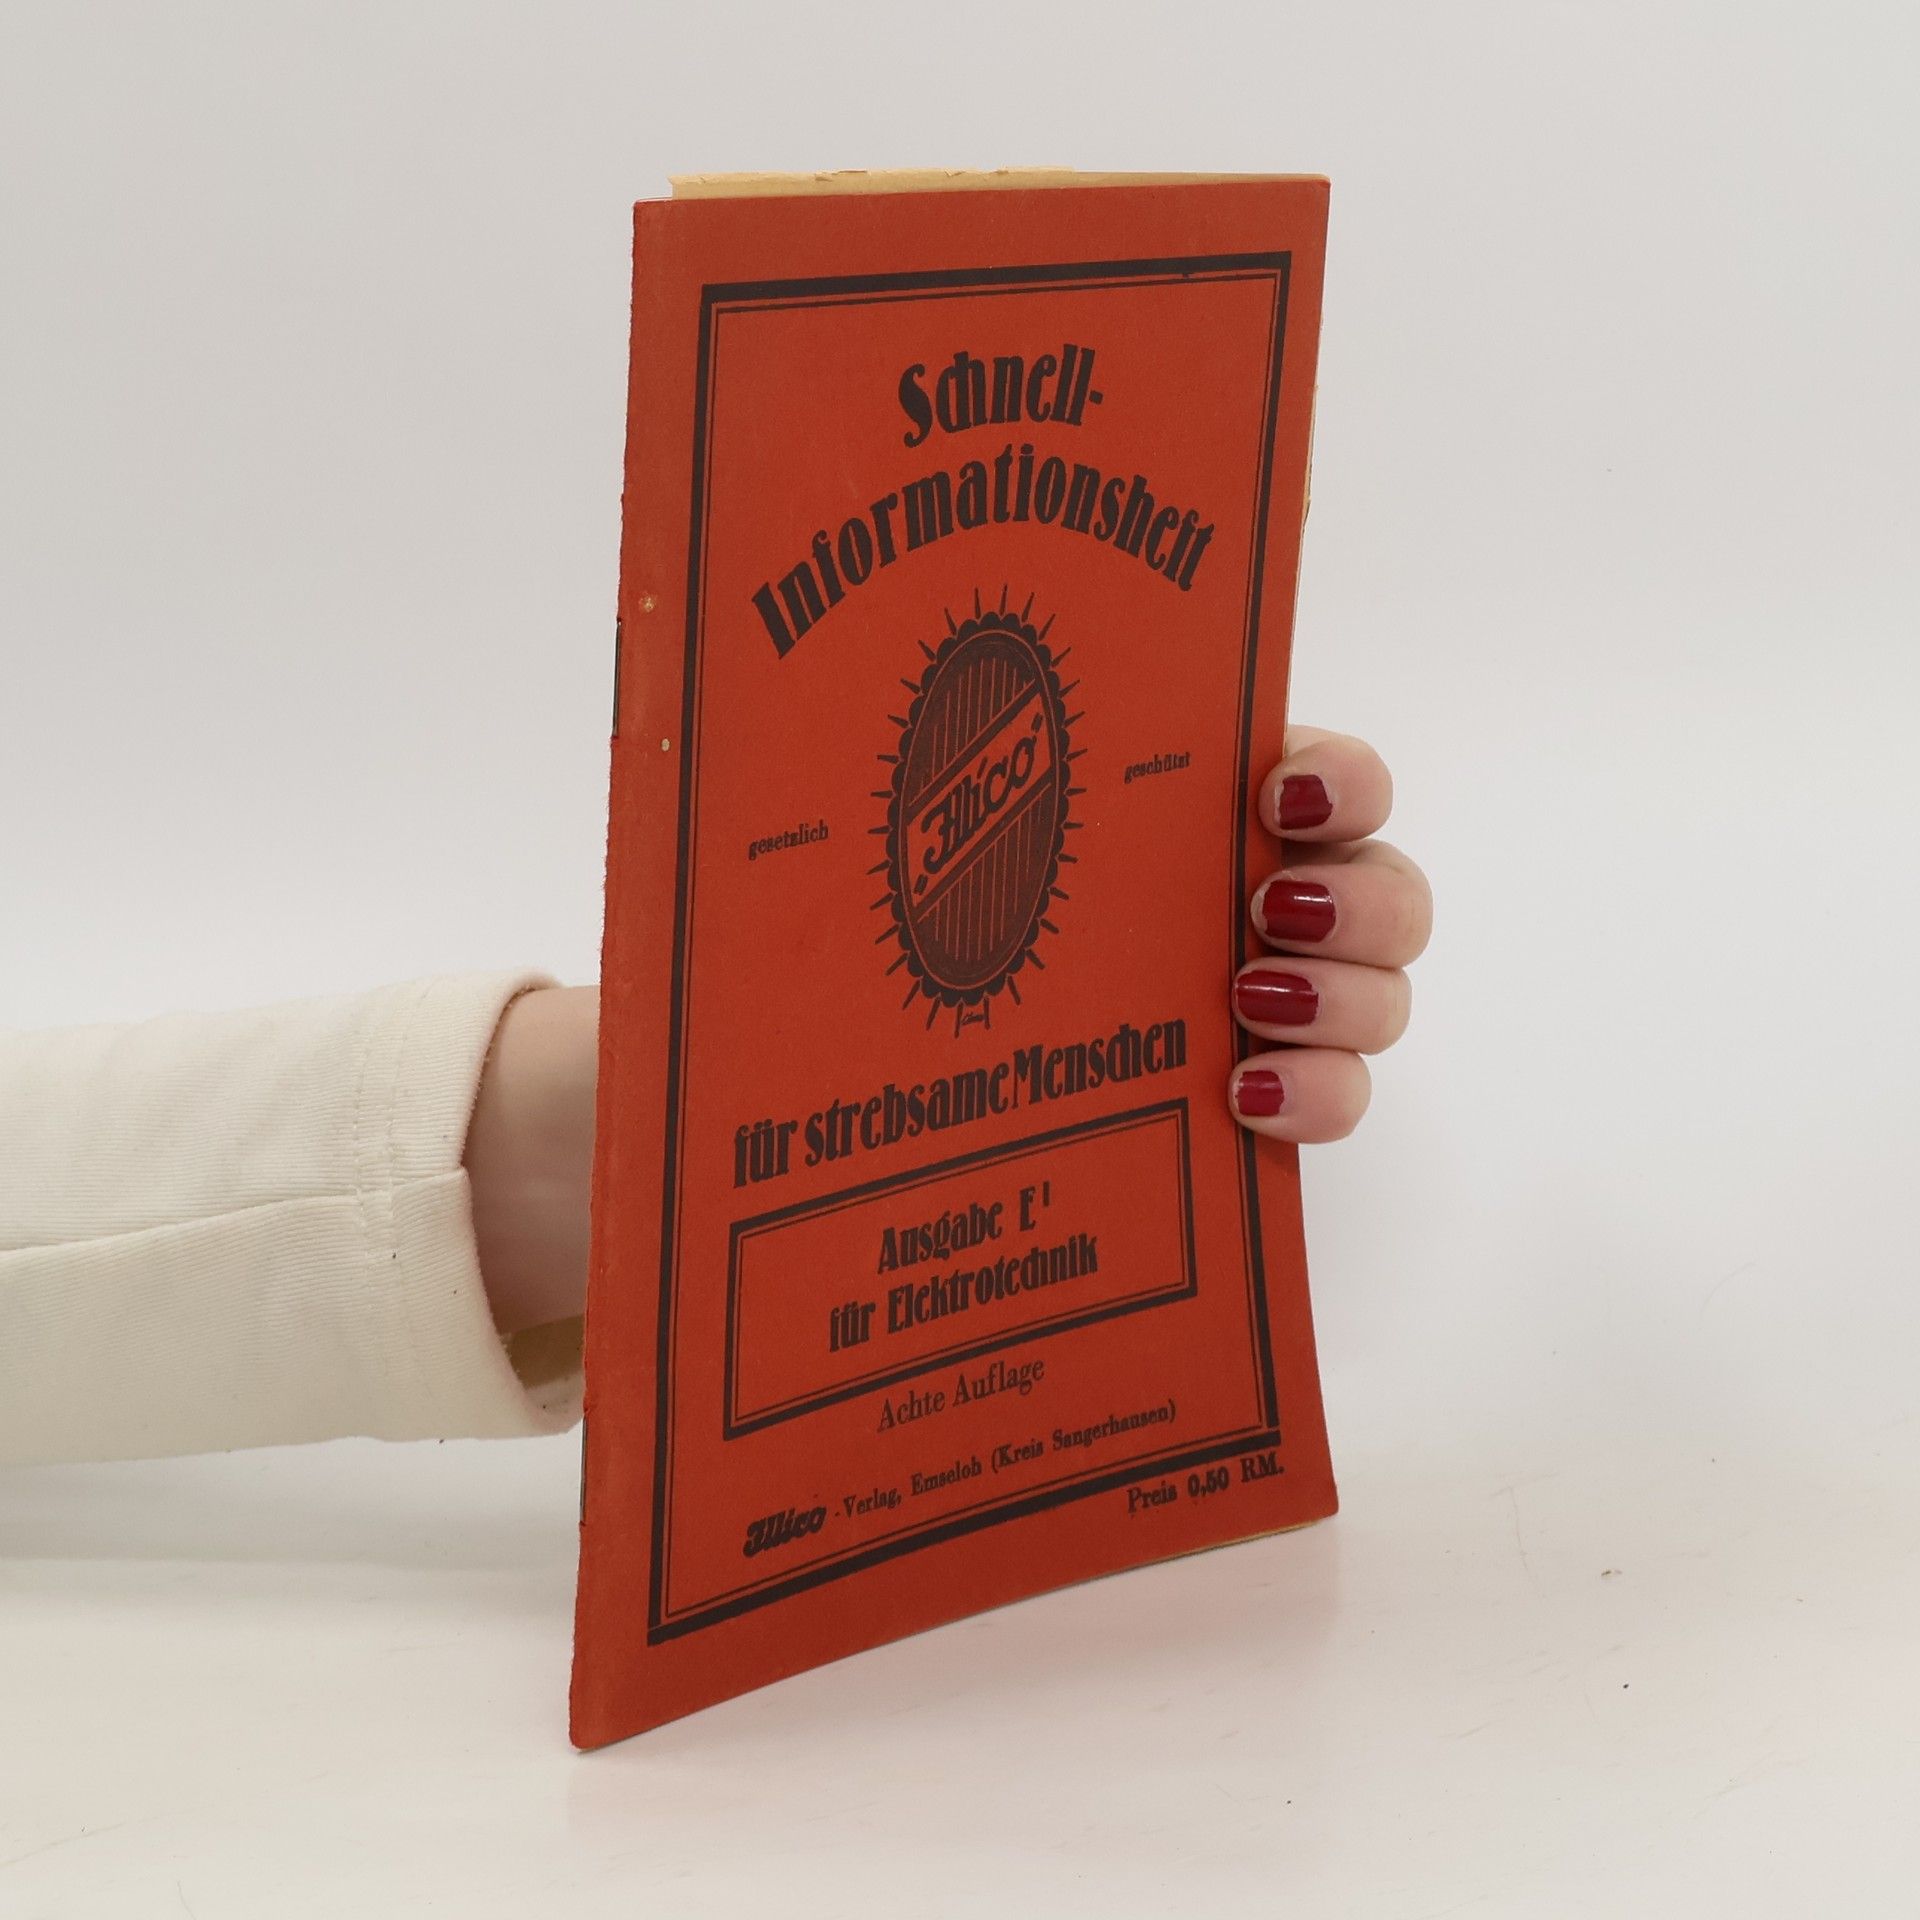 Schnell-
Informationsheft
Illico
gesetzlich
geschützt
für strebsame Menschen
Ausgabe E¹
für Elektrotechnik
Achte Auflage
Illico - Verlag, Emseloh (Kreis Sangerhausen)
Preis 0,50 RM.